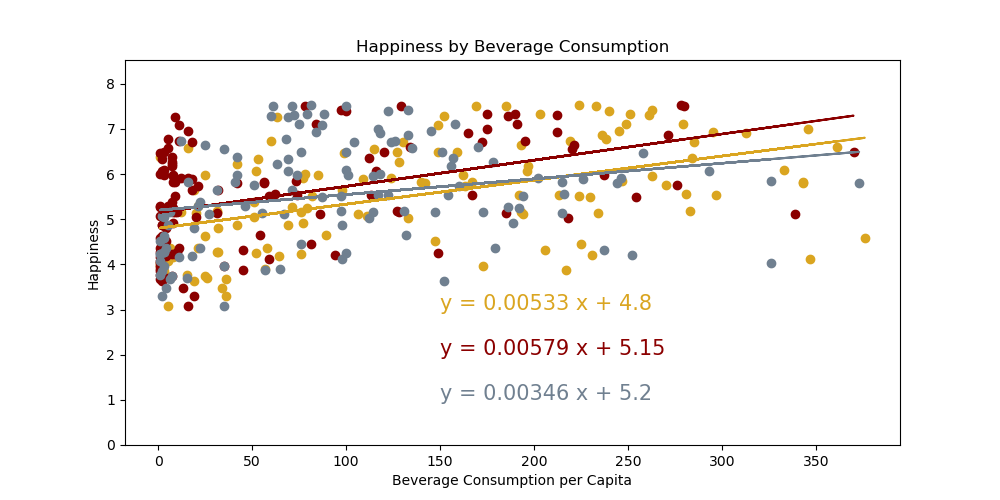 Happiness by Beverage Consumption
8
7
6
5
4
3
2
1
0
Happiness
y = 0.00533 x + 4.8
y = 0.00579 x + 5.15
y = 0.00346 x + 5.2
0 50 100 150 200 250 300 350
Beverage Consumption per Capita